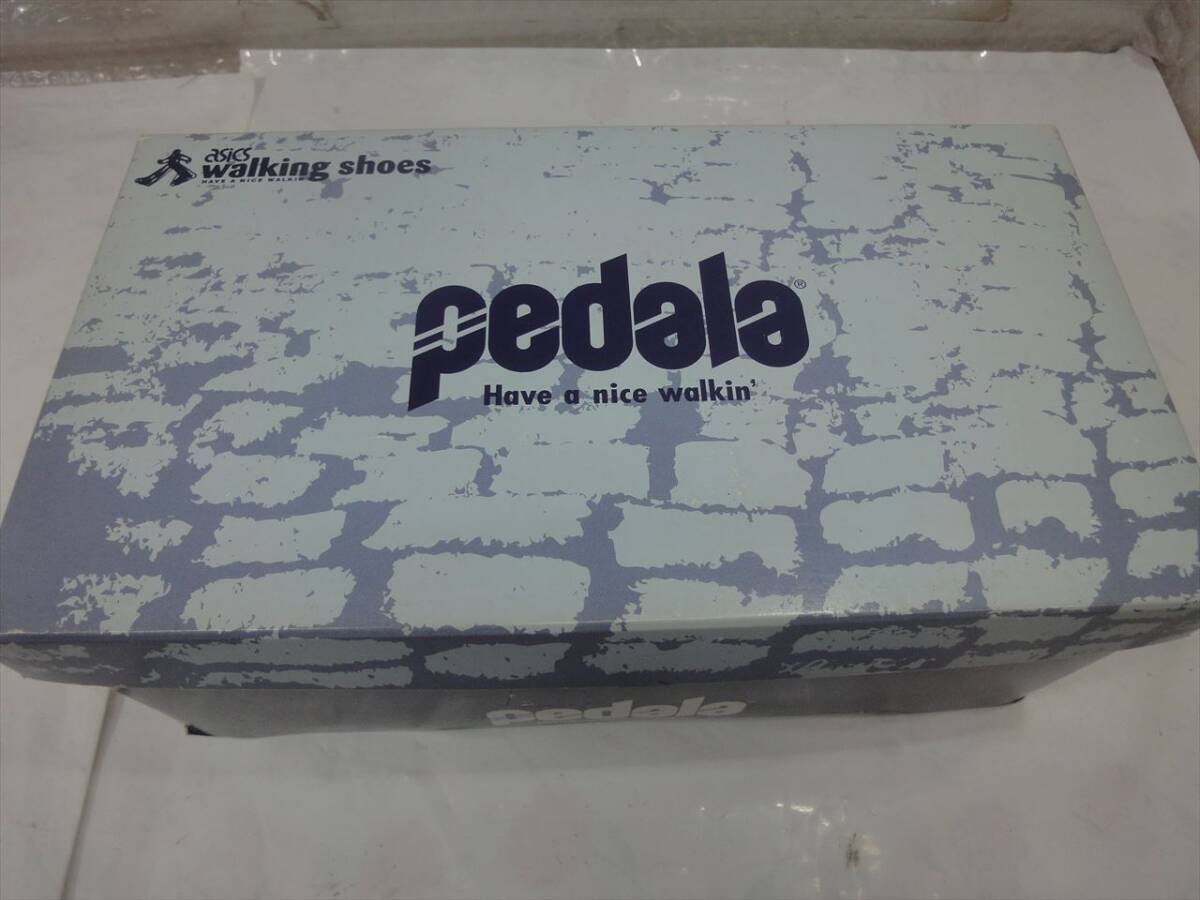 asics
walking shoes
HAVE A NICE WALKIN'
pedala®
Have a nice walkin'
pedala